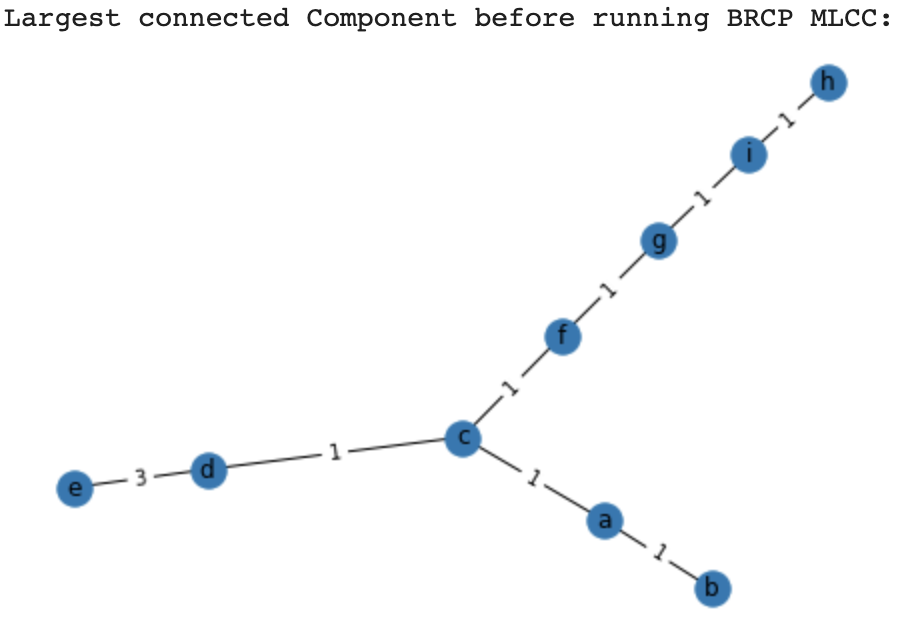 Largest connected Component before running BRCP MLCC:
h
1
i
1
g
1
f
1
c
1
d
3
e
1
a
1
b